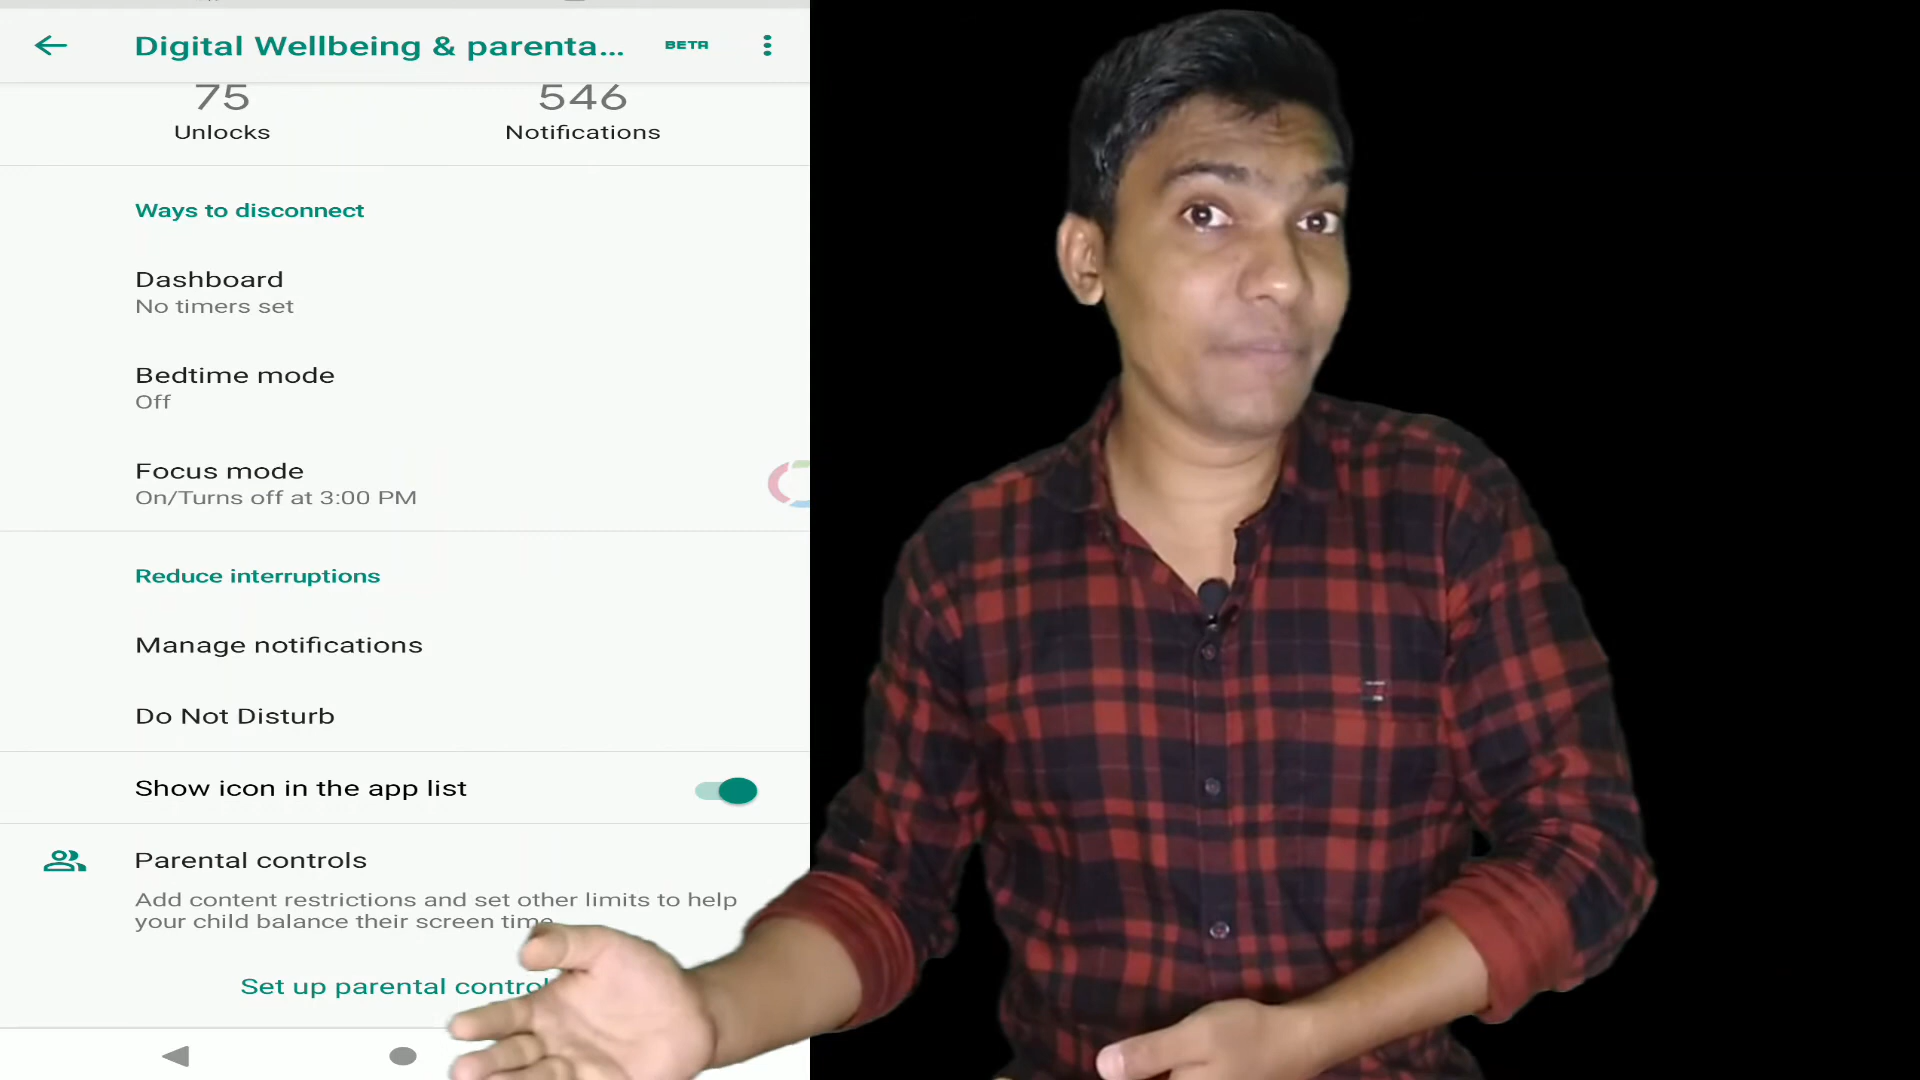 Digital Wellbeing & parenta... BETA
75 546
Unlocks Notifications
Ways to disconnect
Dashboard
No timers set
Bedtime mode
Off
Focus mode
On/Turns off at 3:00 PM
Reduce interruptions
Manage notifications
Do Not Disturb
Show icon in the app list
Parental controls
Add content restrictions and set other limits to help
your child balance their screen time
Set up parental control